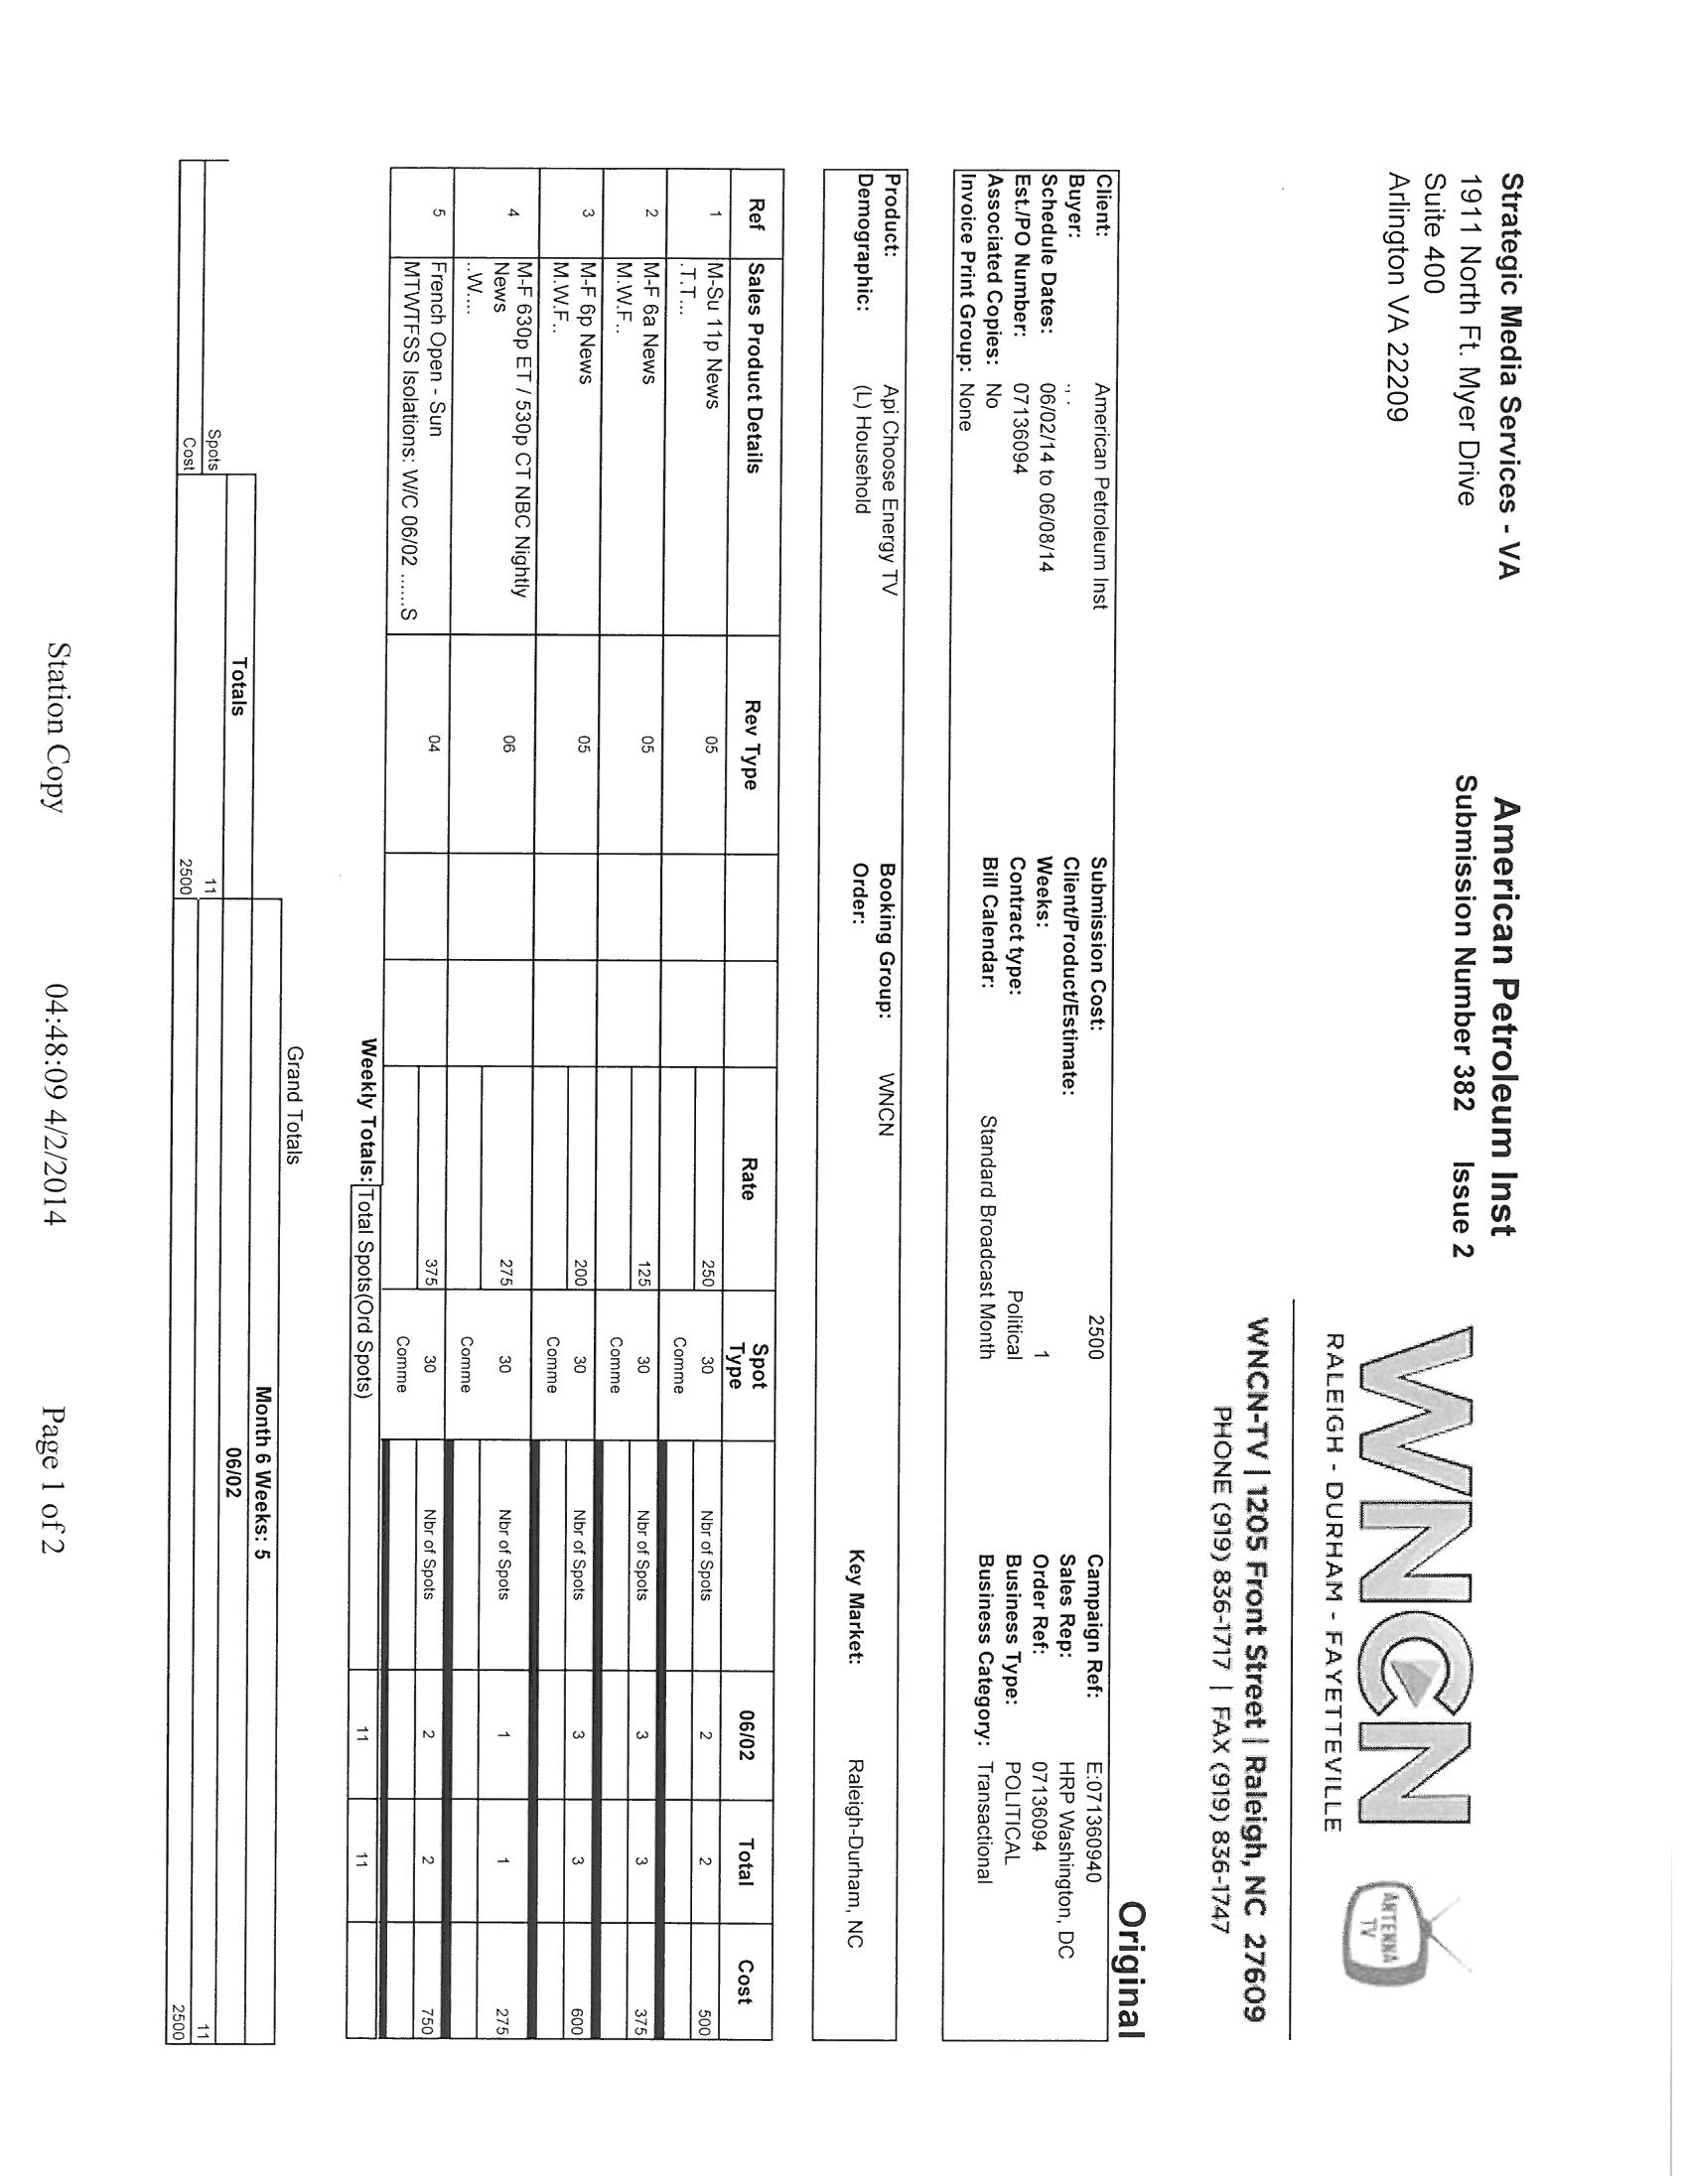 Strategic Media Services - VA
1911 North Ft. Myer Drive
Suite 400
Arlington VA 22209
American Petroleum Inst
Submission Number 382 Issue 2
WNCN
RALEIGH - DURHAM - FAYETTEVILLE
ANTENNA
TV
WNCN-TV | 1205 Front Street | Raleigh, NC 27609
PHONE (919) 836-1717 | FAX (919) 836-1747
Original
Client: American Petroleum Inst Submission Cost: 2500 Campaign Ref: E:071360940
Buyer: , , . Client/Product/Estimate: Sales Rep: HRP Washington, DC
Schedule Dates: 06/02/14 to 06/08/14 Weeks: 1 Order Ref: 07136094
Est./PO Number: 07136094 Contract type: Political Business Type: POLITICAL
Associated Copies: No Bill Calendar: Standard Broadcast Month Business Category: Transactional
Invoice Print Group: None
Product: Api Choose Energy TV Booking Group: WNCN
Demographic: (L) Household Order: Key Market: Raleigh-Durham, NC
Ref Sales Product Details Rev Type Rate Spot Type 06/02 Total Cost
1 M-Su 11p News 05 250 30 Nbr of Spots 2 2 500
.T.T... Comme
2 M-F 6a News 05 125 30 Nbr of Spots 3 3 375
M.W.F.. Comme
3 M-F 6p News 05 200 30 Nbr of Spots 3 3 600
M.W.F.. Comme
4 M-F 630p ET / 530p CT NBC Nightly 06 275 30 Nbr of Spots 1 1 275
News
..W.... Comme
5 French Open - Sun 04 375 30 Nbr of Spots 2 2 750
MTWTFSS Isolations: W/C 06/02 ......S Comme
Weekly Totals: Total Spots(Ord Spots) 11 11
Grand Totals
Month 6 Weeks: 5
Totals 06/02
Spots 11 11
Cost 2500 2500
Station Copy 04:48:09 4/2/2014 Page 1 of 2